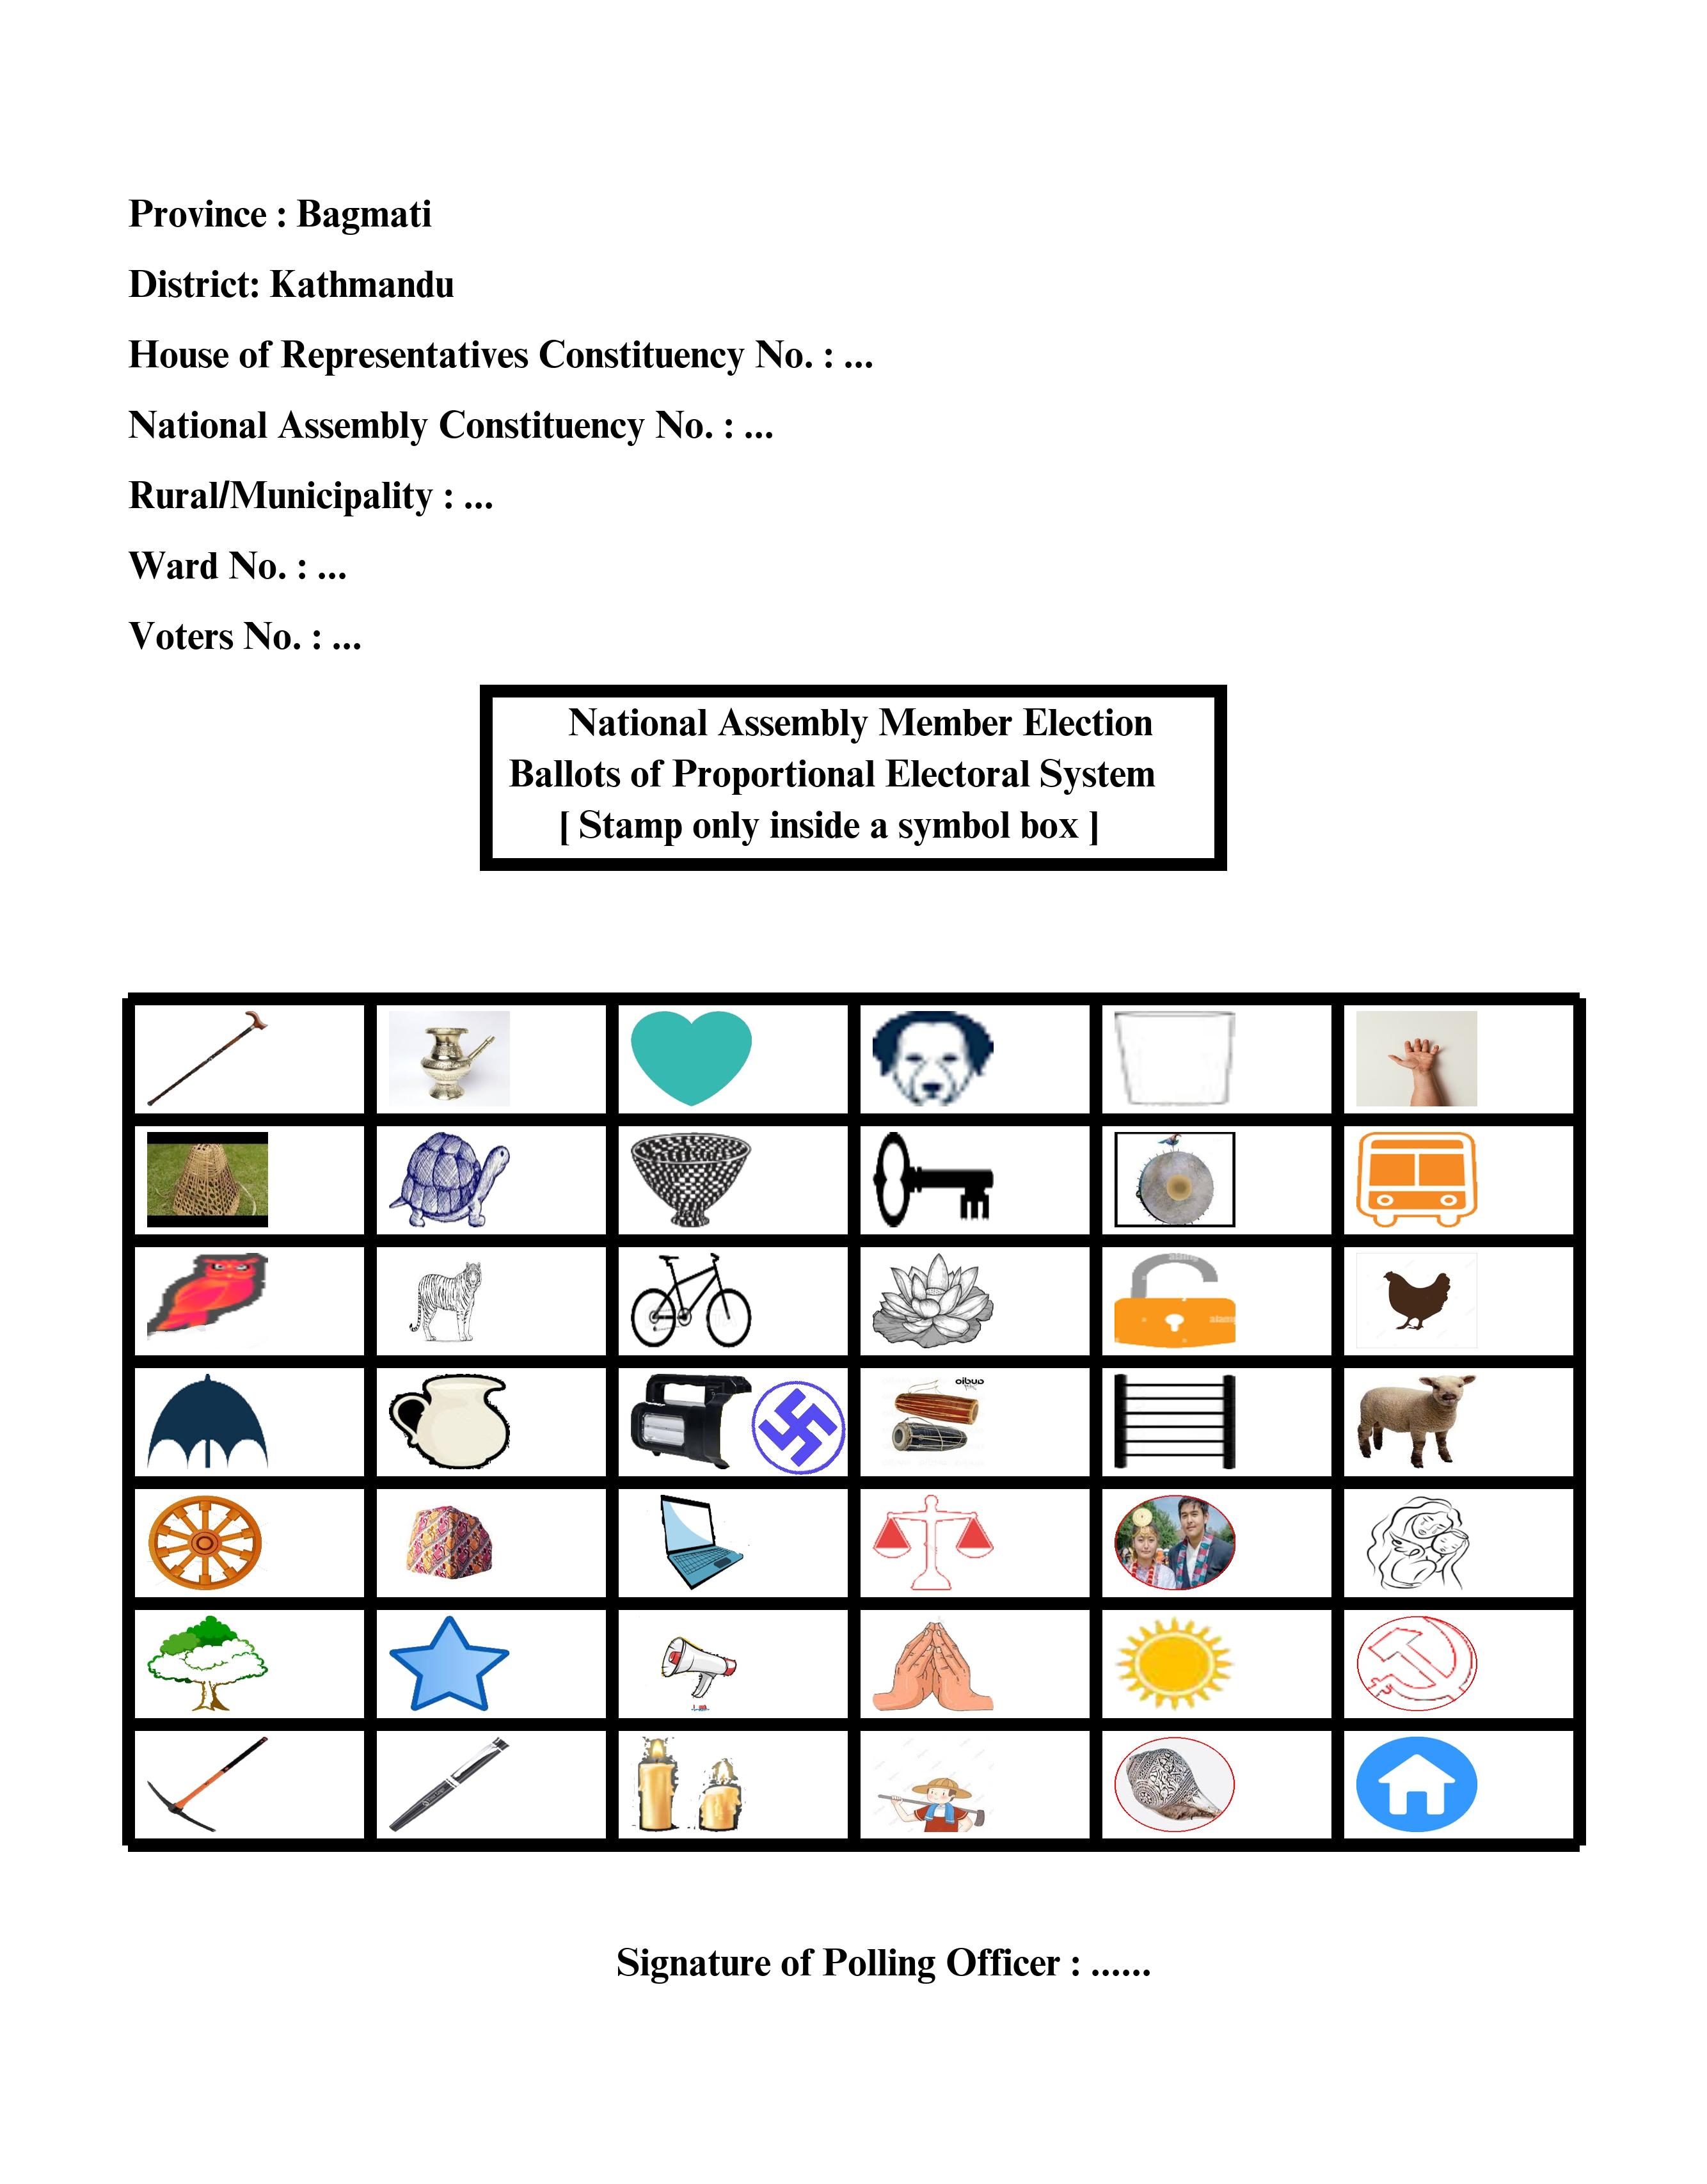 Province : Bagmati
District: Kathmandu
House of Representatives Constituency No. : ...
National Assembly Constituency No. : ...
Rural/Municipality : ...
Ward No. : ...
Voters No. : ...
National Assembly Member Election
Ballots of Proportional Electoral System
[ Stamp only inside a symbol box ]
Signature of Polling Officer : ......